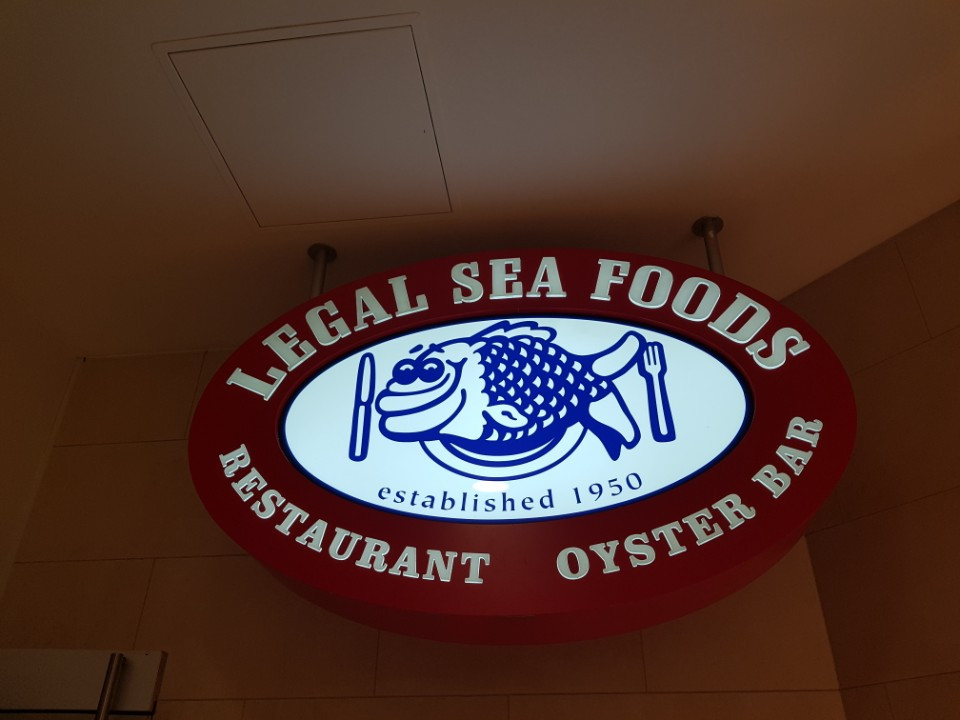 LEGAL SEA FOODS
established 1950
RESTAURANT OYSTER BAR